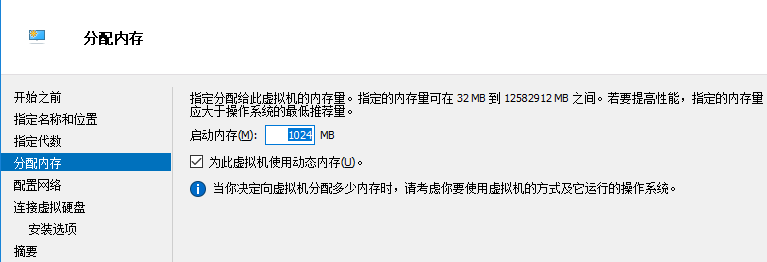 分配内存
开始之前
指定名称和位置
指定代数
分配内存
配置网络
连接虚拟硬盘
安装选项
摘要
指定分配给此虚拟机的内存量。指定的内存量可在 32 MB 到 12582912 MB 之间。若要提高性能，指定的内存量
应大于操作系统的最低推荐量。
启动内存(M): 1024 MB
为此虚拟机使用动态内存(U)。
当你决定向虚拟机分配多少内存时，请考虑你要使用虚拟机的方式及它运行的操作系统。